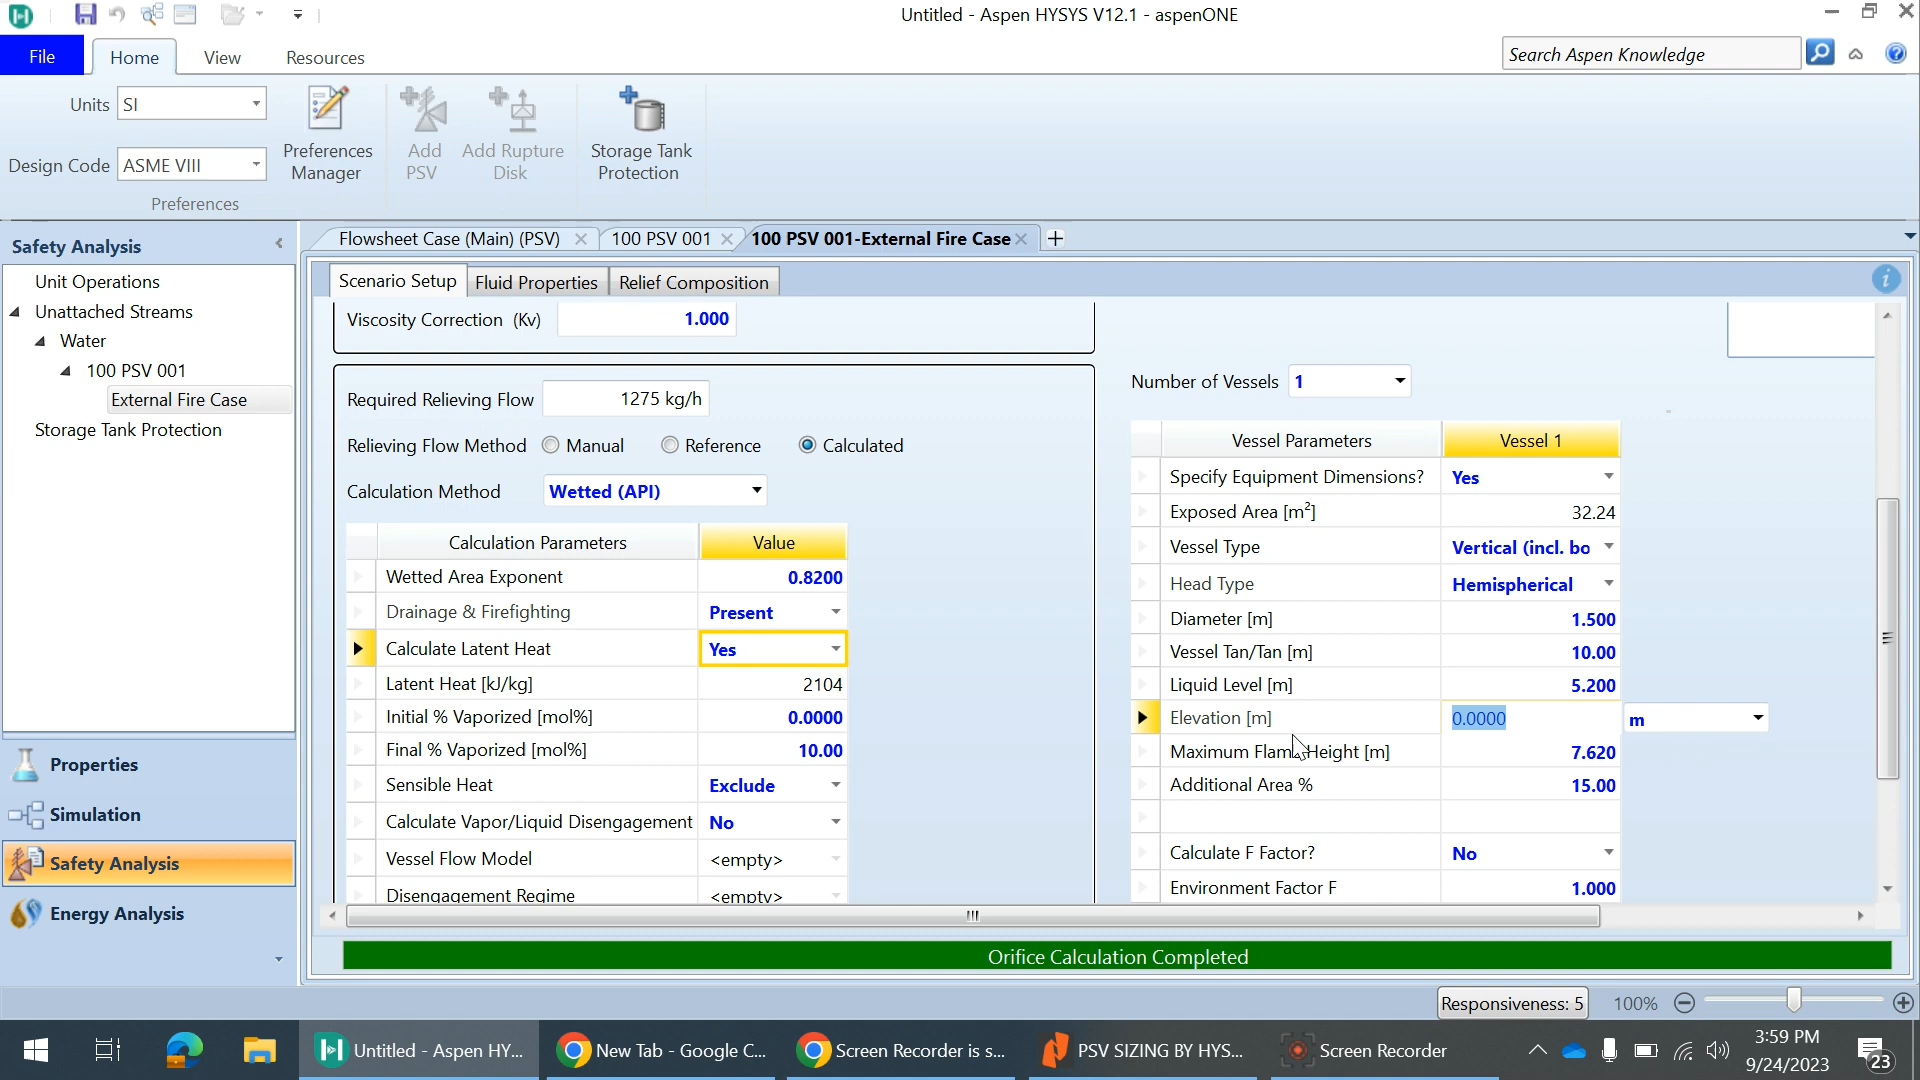 Untitled - Aspen HYSYS V12.1 - aspenONE
File
Home
View
Resources
Search Aspen Knowledge
Units
SI
Design Code
ASME VIII
Preferences
Manager
Add
PSV
Add Rupture
Disk
Storage Tank
Protection
Preferences
Safety Analysis
Unit Operations
Unattached Streams
Water
100 PSV 001
External Fire Case
Storage Tank Protection
Properties
Simulation
Safety Analysis
Energy Analysis
Flowsheet Case (Main) (PSV)
100 PSV 001
100 PSV 001-External Fire Case
Scenario Setup
Fluid Properties
Relief Composition
Viscosity Correction (Kv)
1.000
Required Relieving Flow
1275 kg/h
Relieving Flow Method
Manual
Reference
Calculated
Calculation Method
Wetted (API)
Calculation Parameters
Value
Wetted Area Exponent
0.8200
Drainage & Firefighting
Present
Calculate Latent Heat
Yes
Latent Heat [kJ/kg]
2104
Initial % Vaporized [mol%]
0.0000
Final % Vaporized [mol%]
10.00
Sensible Heat
Exclude
Calculate Vapor/Liquid Disengagement
No
Vessel Flow Model
<empty>
Disengagement Regime
<empty>
Number of Vessels
1
Vessel Parameters
Vessel 1
Specify Equipment Dimensions?
Yes
Exposed Area [m²]
32.24
Vessel Type
Vertical (incl. bo
Head Type
Hemispherical
Diameter [m]
1.500
Vessel Tan/Tan [m]
10.00
Liquid Level [m]
5.200
Elevation [m]
0.0000
m
Maximum Flame Height [m]
7.620
Additional Area %
15.00
Calculate F Factor?
No
Environment Factor F
1.000
Orifice Calculation Completed
Responsiveness: 5
100%
Untitled - Aspen HY...
New Tab - Google C...
Screen Recorder is s...
PSV SIZING BY HYS...
Screen Recorder
3:59 PM
9/24/2023
23